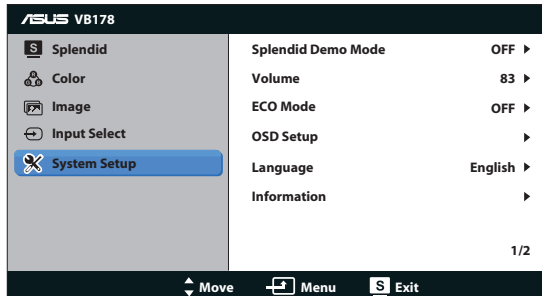 ASUS VB178
S Splendid
Color
Image
Input Select
System Setup
Splendid Demo Mode OFF
Volume 83
ECO Mode OFF
OSD Setup
Language English
Information
1/2
Move Menu S Exit